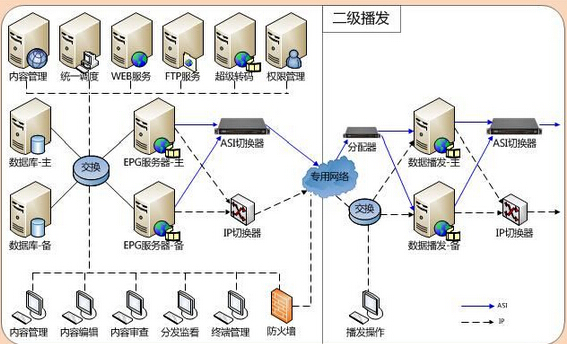 二级播发
内容管理 统一调度 WEB服务 FTP服务 超级转码 权限管理
数据库-主 交换 EPG服务器-主 ASI切换器 专用网络 分配器 数据播发-主 ASI切换器
数据库-备 EPG服务器-备 IP切换器 交换 数据播发-备 IP切换器
内容管理 内容编辑 内容审查 分发监看 终端管理 防火墙 播发操作
ASI
IP